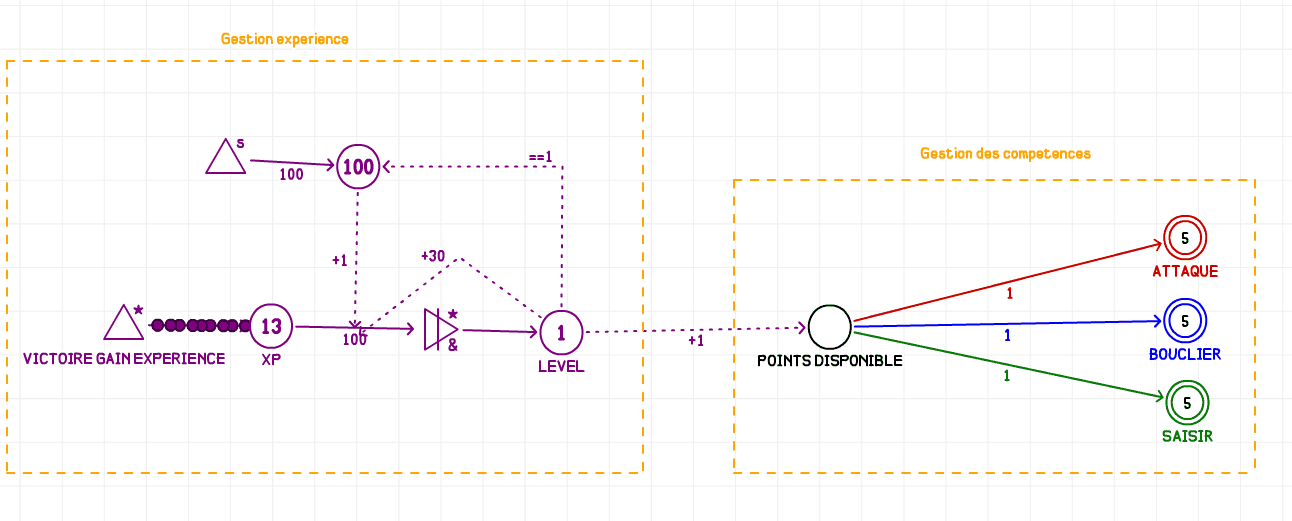 Gestion experience
s
100
100
==1
+1
+30
*
13
100
*
&
1
VICTOIRE GAIN EXPERIENCE
XP
LEVEL
+1
Gestion des competences
POINTS DISPONIBLE
1
5
ATTAQUE
1
5
BOUCLIER
1
5
SAISIR